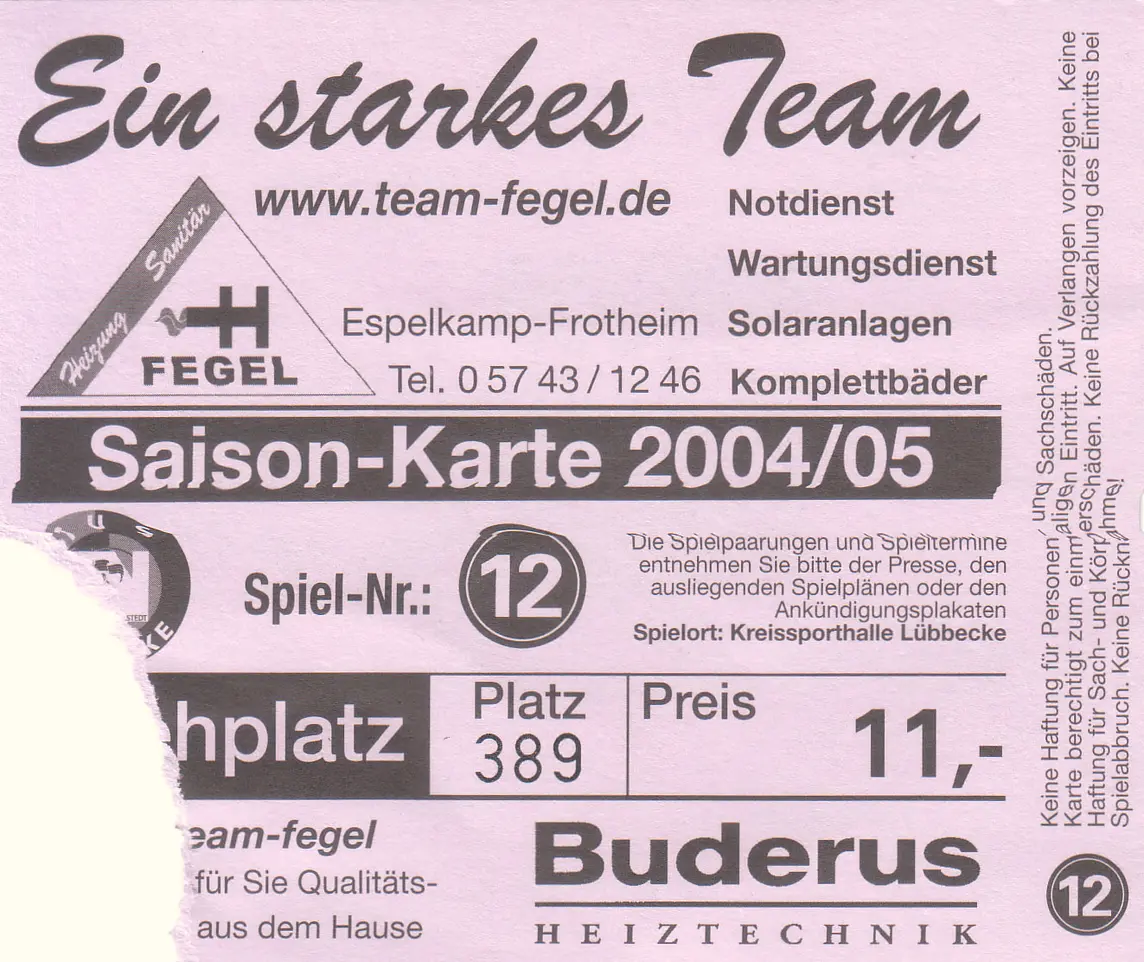 Ein starkes Team
www.team-fegel.de
Notdienst
Wartungsdienst
Heizung Sanitär
FEGEL
Espelkamp-Frotheim
Solaranlagen
Tel. 0 57 43 / 12 46
Komplettbäder
Saison-Karte 2004/05
Spiel-Nr.:
12
Die Spielpaarungen und Spieltermine
entnehmen Sie bitte der Presse, den
ausliegenden Spielplänen oder den
Ankündigungsplakaten
Spielort: Kreissporthalle Lübbecke
US
STEDT
KE
hplatz
Platz
389
Preis
11,-
eam-fegel
für Sie Qualitäts-
aus dem Hause
Buderus
HEIZTECHNIK
Keine Haftung für Personen und Sachschäden.
Karte berechtigt zum einmaligen Eintritt. Auf Verlangen vorzeigen. Keine
Haftung für Sach- und Körperschäden. Keine Rückzahlung des Eintritts bei
Spielabbruch. Keine Rücknahme!
12